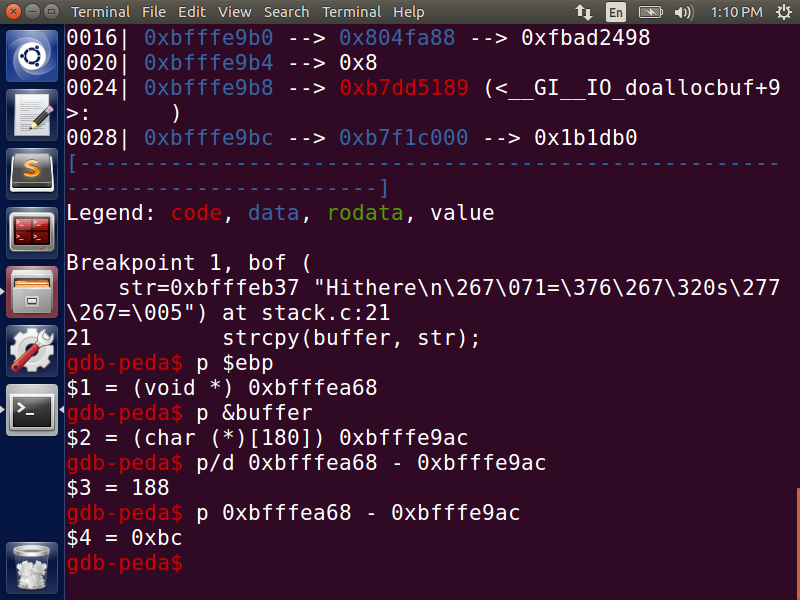 Terminal File Edit View Search Terminal Help En 1:10 PM
0016| 0xbfffe9b0 --> 0x804fa88 --> 0xfbad2498
0020| 0xbfffe9b4 --> 0x8
0024| 0xbfffe9b8 --> 0xb7dd5189 (<__GI__IO_doallocbuf+9
>:      )
0028| 0xbfffe9bc --> 0xb7f1c000 --> 0x1b1db0
[------------------------------------------------------
------------------------]
Legend: code, data, rodata, value
Breakpoint 1, bof (
    str=0xbfffeb37 "Hithere\n\267\071=\376\267\320s\277
\267=\005") at stack.c:21
21          strcpy(buffer, str);
gdb-peda$ p $ebp
$1 = (void *) 0xbfffea68
gdb-peda$ p &buffer
$2 = (char (*)[180]) 0xbfffe9ac
gdb-peda$ p/d 0xbfffea68 - 0xbfffe9ac
$3 = 188
gdb-peda$ p 0xbfffea68 - 0xbfffe9ac
$4 = 0xbc
gdb-peda$